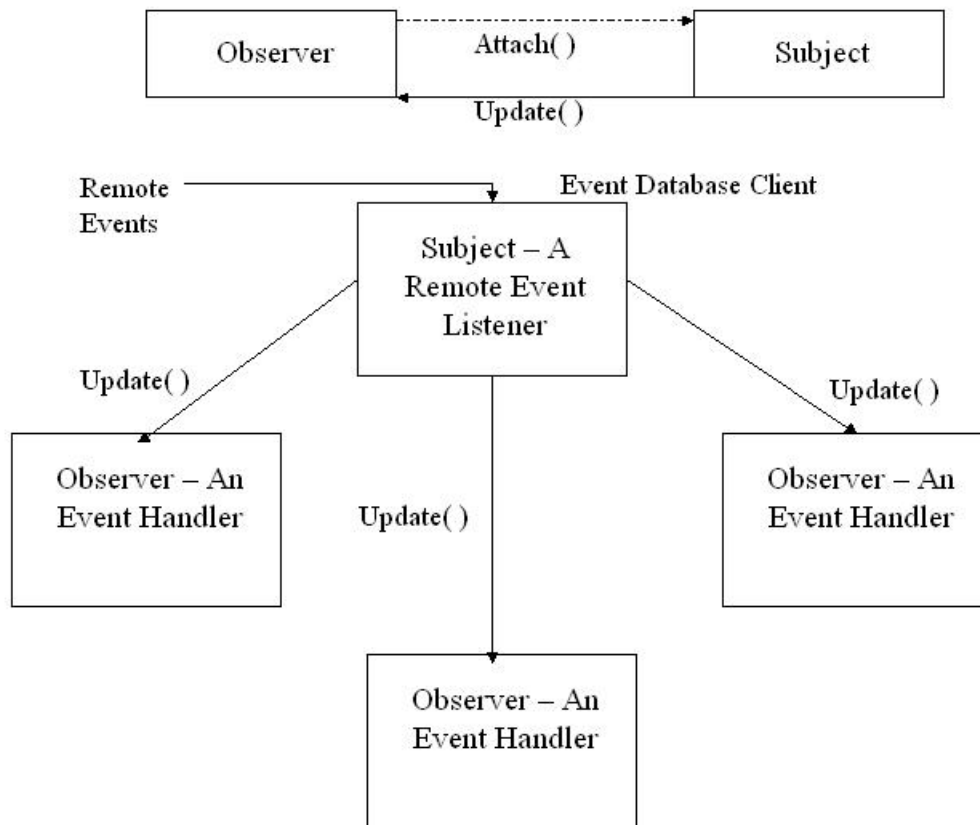 Observer
Attach( )
Subject
Update( )
Remote
Events
Event Database Client
Subject – A
Remote Event
Listener
Update( )
Update( )
Observer – An
Event Handler
Update( )
Observer – An
Event Handler
Observer – An
Event Handler